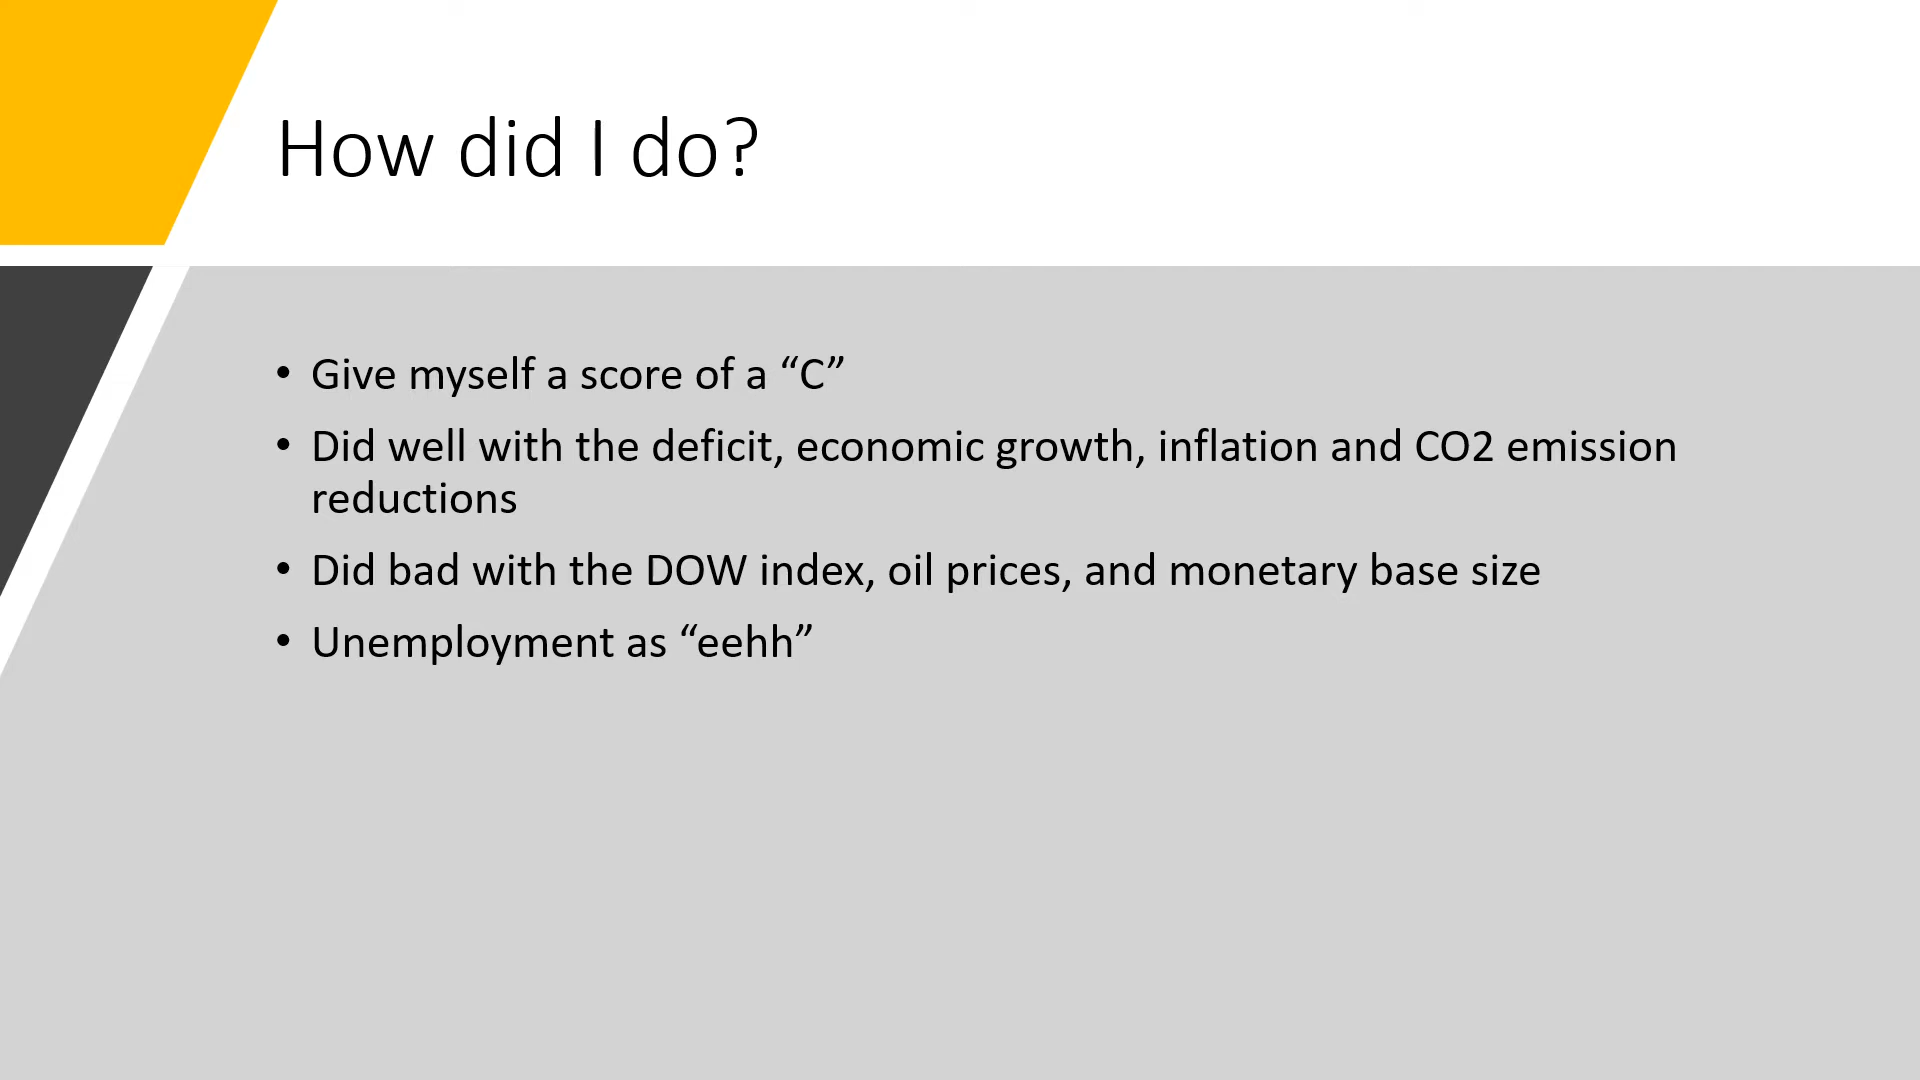 How did I do?
• Give myself a score of a “C”
• Did well with the deficit, economic growth, inflation and CO2 emission
reductions
• Did bad with the DOW index, oil prices, and monetary base size
• Unemployment as “eehh”